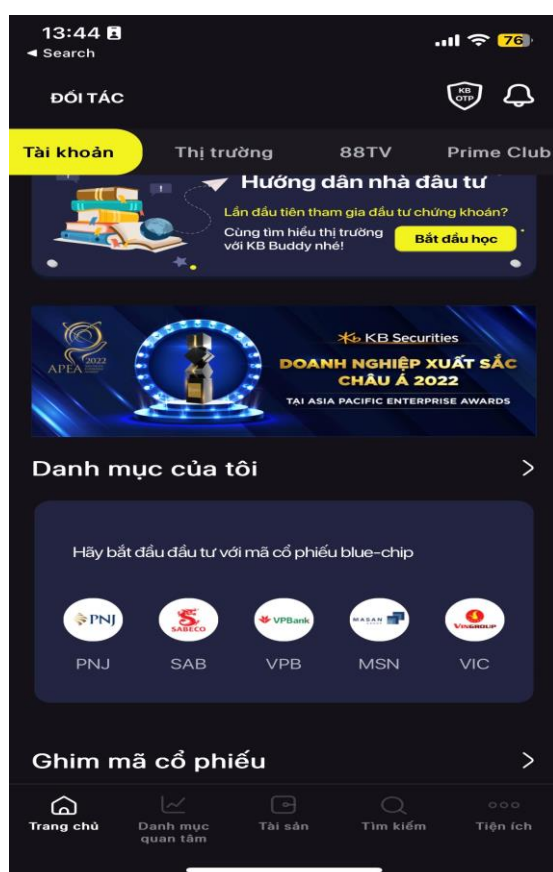 13:44
76
◄ Search
ĐỐI TÁC
KB
OTP
Tài khoản Thị trường 88TV Prime Club
Hướng dẫn nhà đầu tư
Lần đầu tiên tham gia đầu tư chứng khoán?
Cùng tìm hiểu thị trường
với KB Buddy nhé!
Bắt đầu học
APEA 2022
KB Securities
DOANH NGHIỆP XUẤT SẮC
CHÂU Á 2022
TẠI ASIA PACIFIC ENTERPRISE AWARDS
Danh mục của tôi
Hãy bắt đầu đầu tư với mã cổ phiếu blue-chip
PNJ SABECO VPBank MASAN VINGROUP
PNJ SAB VPB MSN VIC
Ghim mã cổ phiếu
Trang chủ
Danh mục
quan tâm
Tài sản
Tìm kiếm
Tiện ích